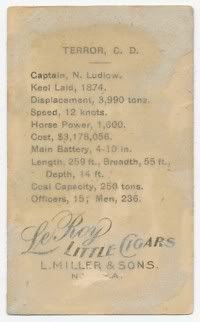 TERROR, C. D.
Captain, N. Ludlow.
Keel Laid, 1874.
Displacement, 3,990 tons.
Speed, 12 knots.
Horse Power, 1,600.
Cost, $3,178,056.
Main Battery, 4-10 in.
Length, 259 ft., Breadth, 55 ft.,
Depth, 14 ft.
Coal Capacity, 250 tons.
Officers, 15; Men, 236.
Le Roy
LITTLE CIGARS
L. MILLER & SONS.